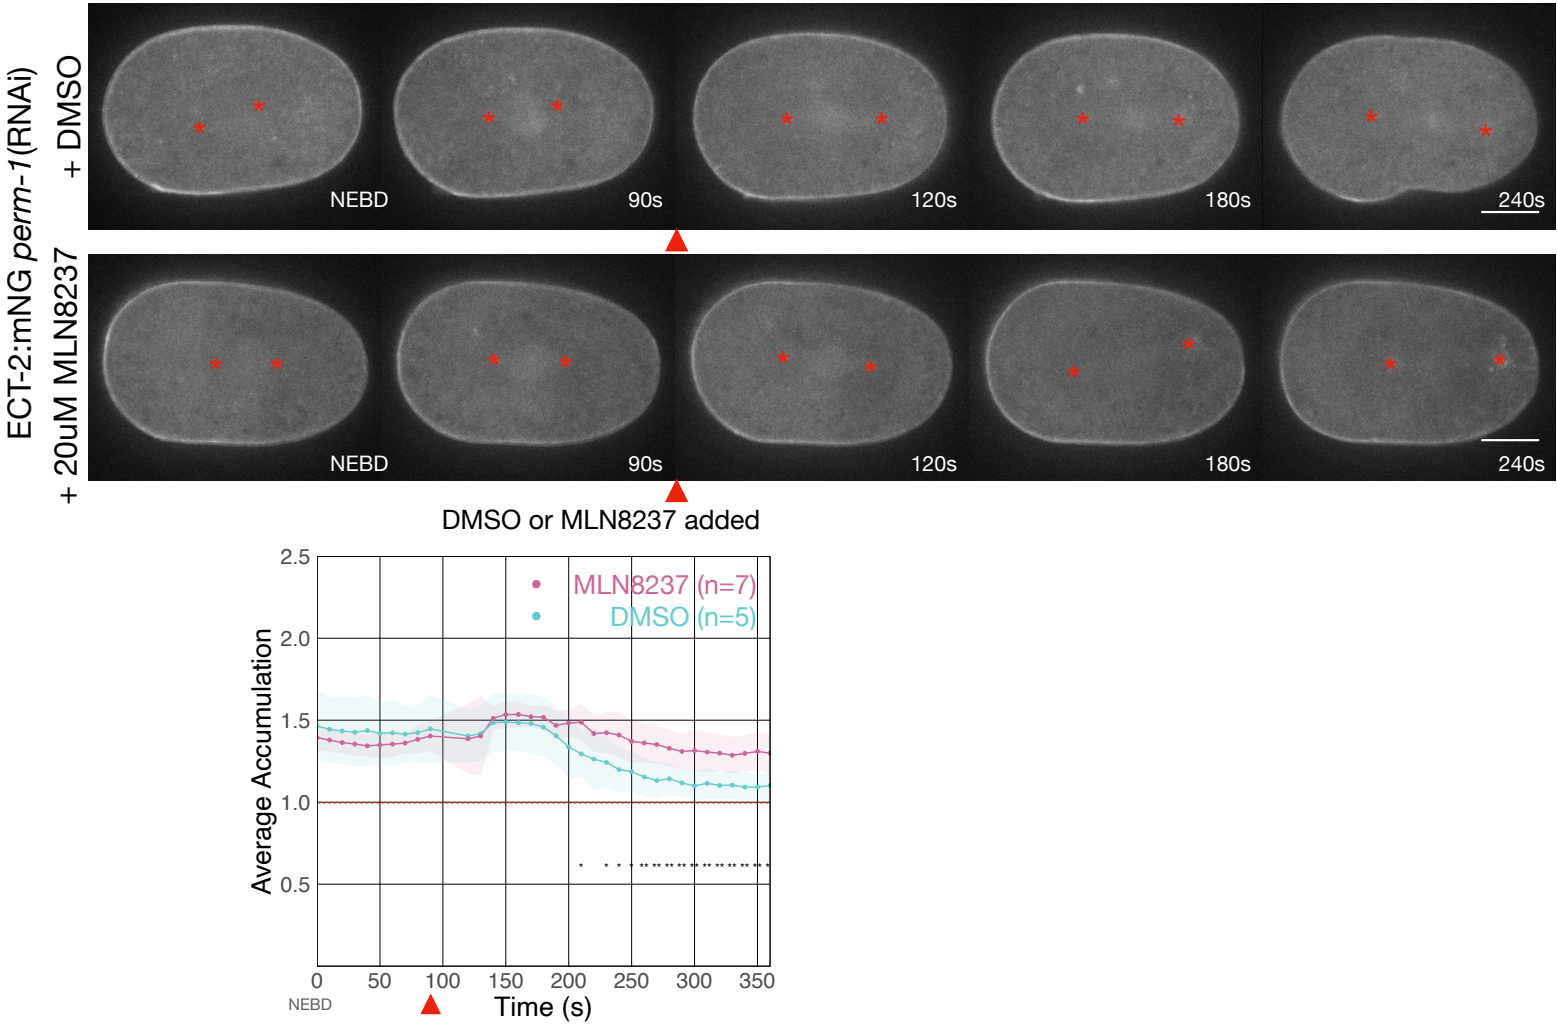 ECT-2:mNG perm-1(RNAi)
+ DMSO
NEBD
90s
120s
180s
240s
+ 20uM MLN8237
NEBD
90s
120s
180s
240s
DMSO or MLN8237 added
Average Accumulation
2.5
2.0
1.5
1.0
0.5
MLN8237 (n=7)
DMSO (n=5)
* * * * ** ** ** ** ** ** ** ** ** ** *
0 50 100 150 200 250 300 350
NEBD
Time (s)